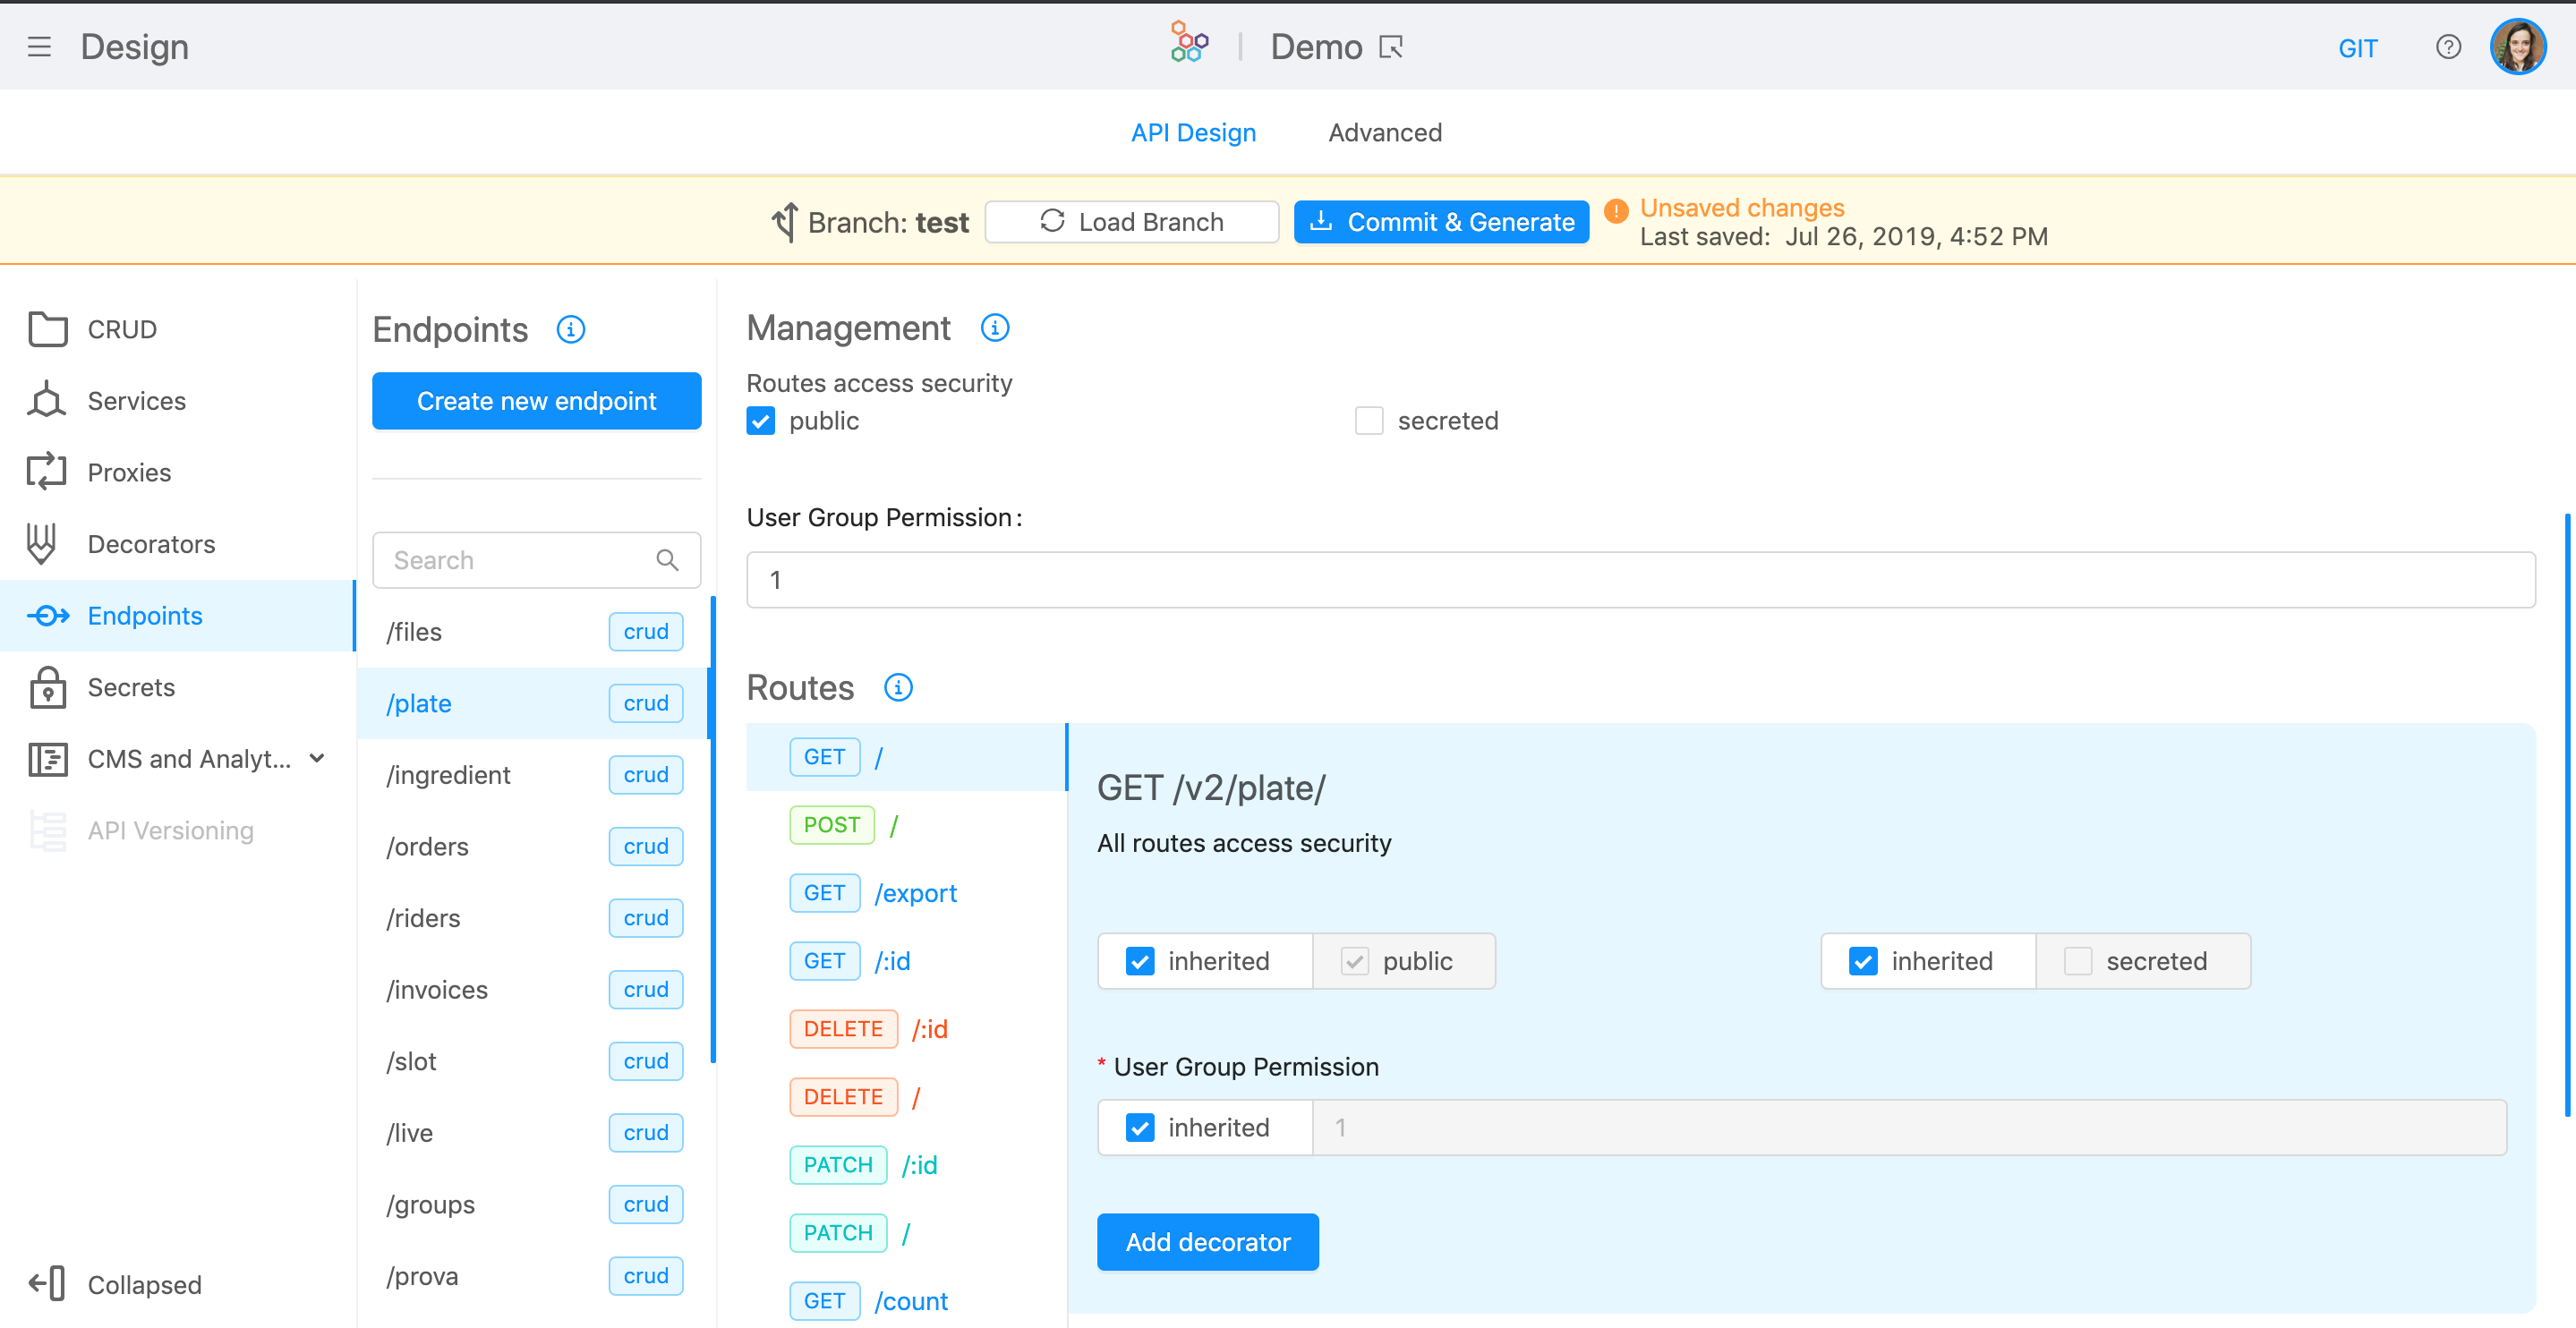 Design
Demo
GIT
API Design
Advanced
Branch: test
Load Branch
Commit & Generate
Unsaved changes
Last saved: Jul 26, 2019, 4:52 PM
CRUD
Services
Proxies
Decorators
Endpoints
Secrets
CMS and Analyt...
API Versioning
Collapsed
Endpoints
Create new endpoint
Search
/files crud
/plate crud
/ingredient crud
/orders crud
/riders crud
/invoices crud
/slot crud
/live crud
/groups crud
/prova crud
Management
Routes access security
public
secreted
User Group Permission:
1
Routes
GET /
POST /
GET /export
GET /:id
DELETE /:id
DELETE /
PATCH /:id
PATCH /
GET /count
GET /v2/plate/
All routes access security
inherited public
inherited secreted
* User Group Permission
inherited 1
Add decorator